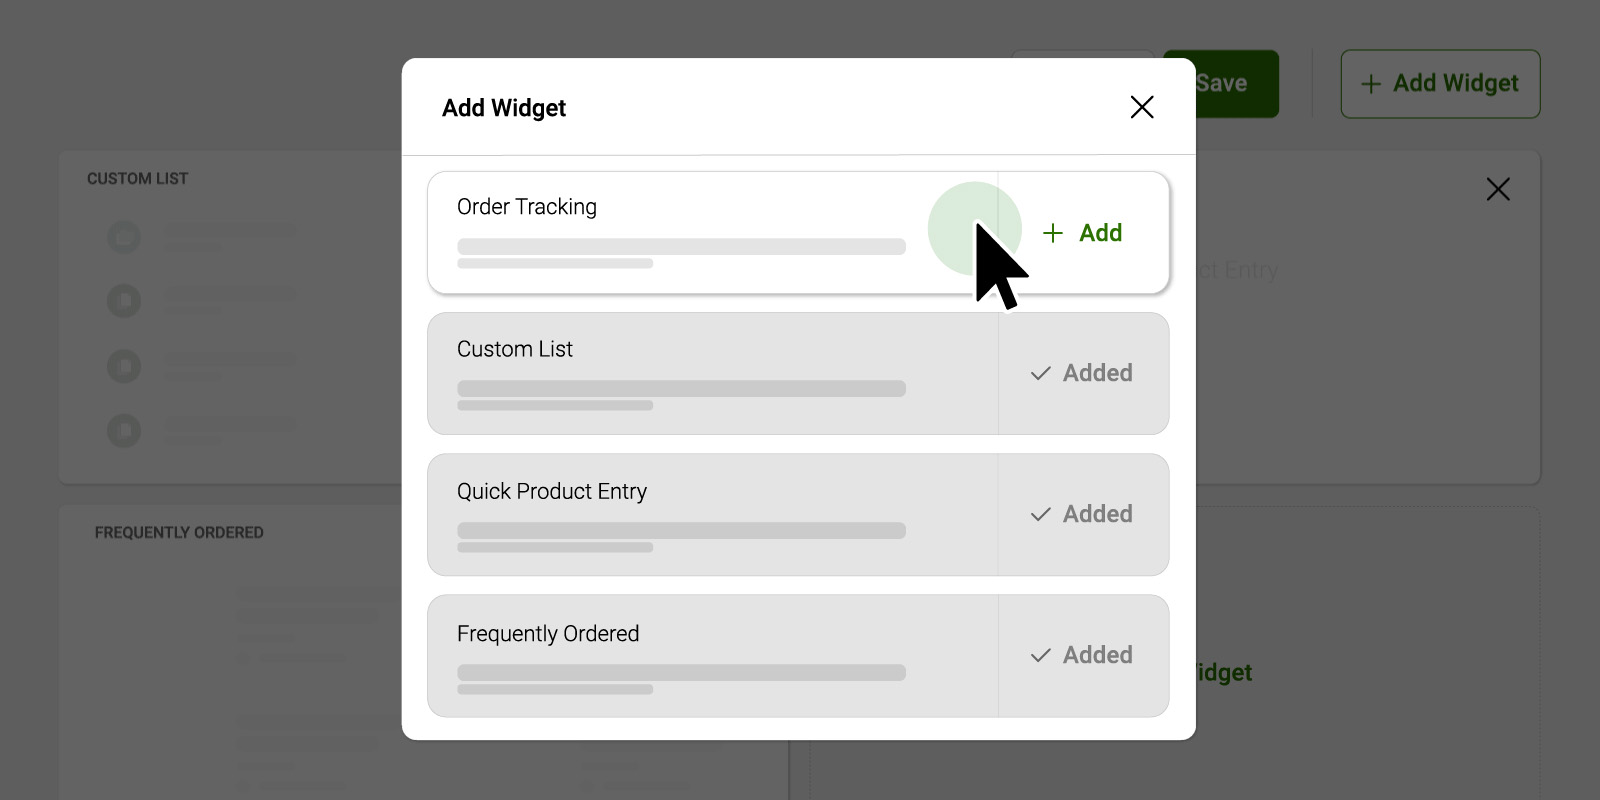 Save
+ Add Widget
Add Widget
CUSTOM LIST
Order Tracking
+ Add
ct Entry
Custom List
Added
Quick Product Entry
Added
FREQUENTLY ORDERED
Frequently Ordered
Added
idget